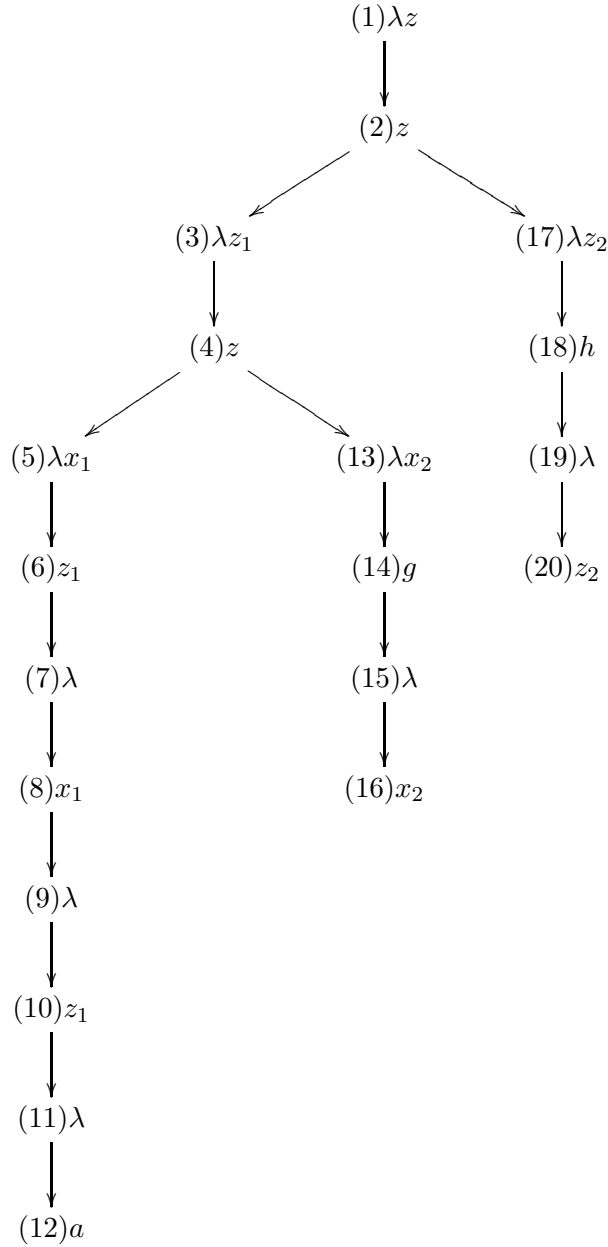 (1)λz
(2)z
(3)λz₁ (17)λz₂
(4)z (18)h
(5)λx₁ (13)λx₂ (19)λ
(6)z₁ (14)g (20)z₂
(7)λ (15)λ
(8)x₁ (16)x₂
(9)λ
(10)z₁
(11)λ
(12)a